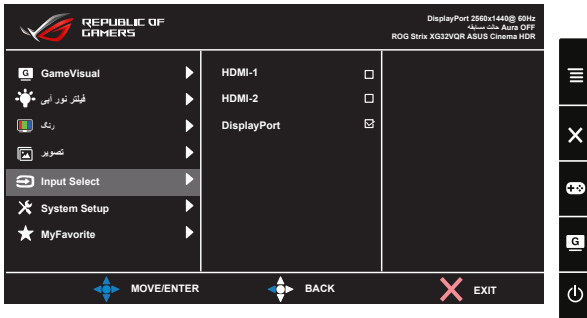 REPUBLIC OF
GAMERS
DisplayPort 2560x1440@ 60Hz
حالت مسابقه Aura OFF
ROG Strix XG32VQR ASUS Cinema HDR
G GameVisual
فیلتر نور آبی
رنگ
تصویر
Input Select
System Setup
MyFavorite
HDMI-1
HDMI-2
DisplayPort
MOVE/ENTER
BACK
EXIT
G